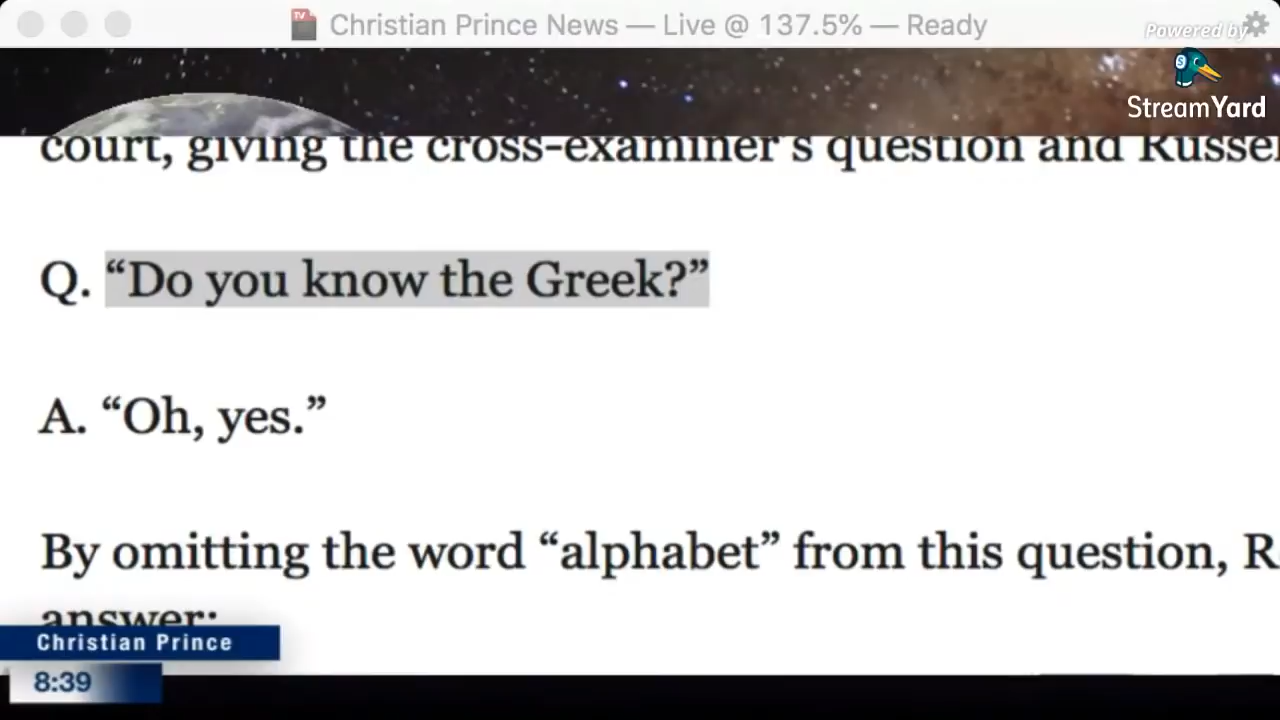 Christian Prince News — Live @ 137.5% — Ready
Powered by
StreamYard
court, giving the cross-examiner's question and Russel
Q. “Do you know the Greek?”
A. “Oh, yes.”
By omitting the word “alphabet” from this question, R
answer:
Christian Prince
8:39